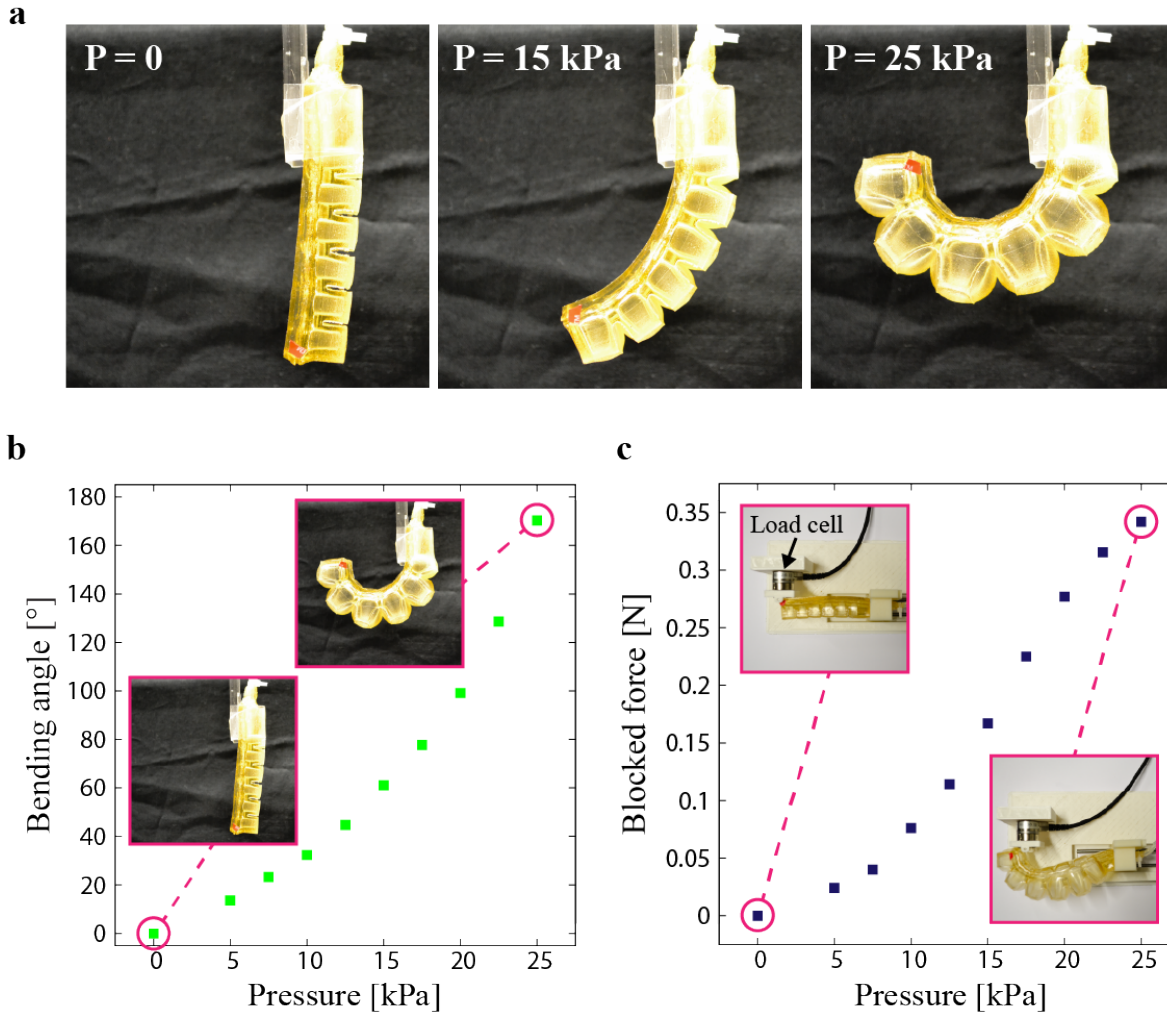 a
P = 0
P = 15 kPa
P = 25 kPa
b
180
160
140
120
100
80
60
40
20
0
Bending angle [°]
0 5 10 15 20 25
Pressure [kPa]
c
0.35
0.3
0.25
0.2
0.15
0.1
0.05
0
Blocked force [N]
Load cell
0 5 10 15 20 25
Pressure [kPa]